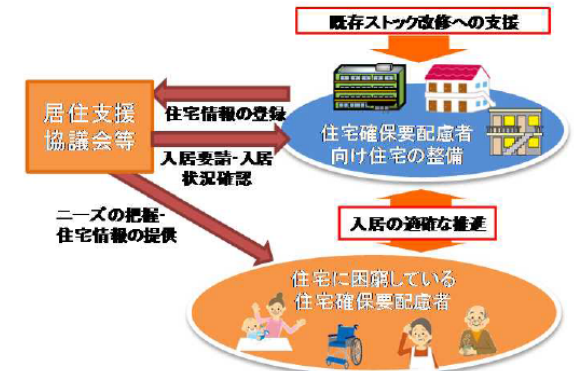 既存ストック改修への支援
居住支援
協議会等
住宅情報の登録
入居要請・入居
状況確認
住宅確保要配慮者
向け住宅の整備
ニーズの把握・
住宅情報の提供
入居の適確な推進
住宅に困窮している
住宅確保要配慮者